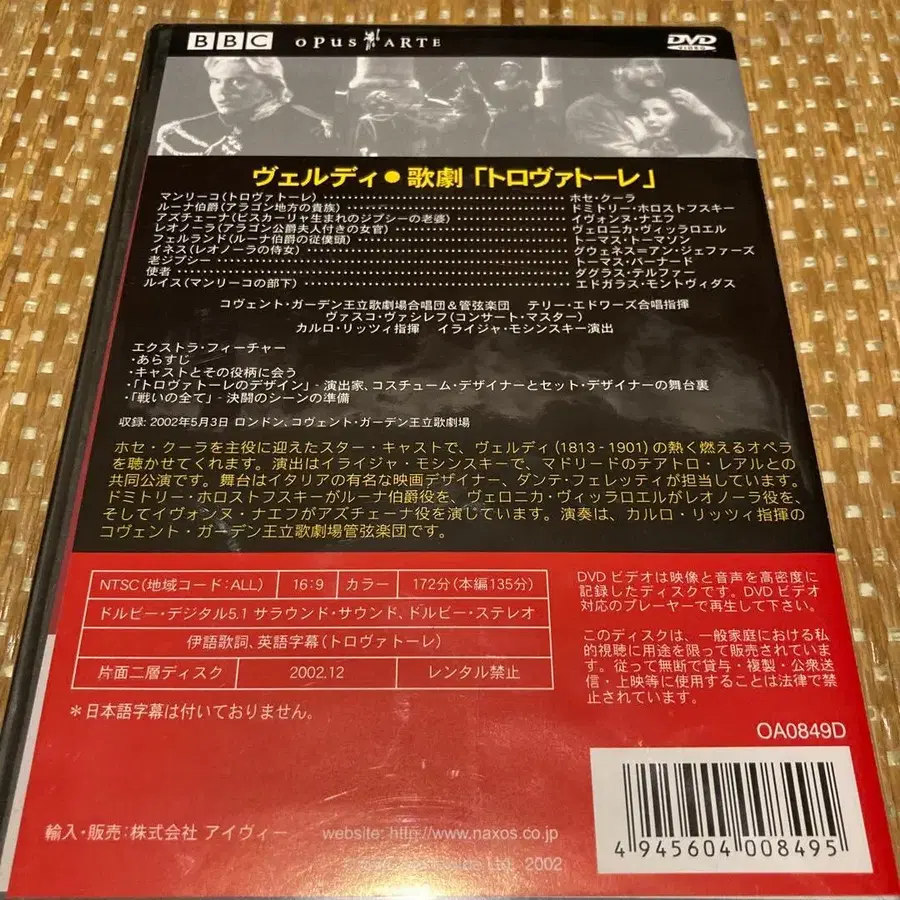 BBC OPUS ARTE DVD VIDEO
ヴェルディ●歌劇「トロヴァトーレ」
マンリーコ(トロヴァトーレ)‥‥‥‥‥‥‥‥‥‥ホセ・クーラ
ルーナ伯爵(アラゴン地方の貴族)‥‥‥‥‥‥‥‥‥‥ドミトリー・ホロストフスキー
アズチェーナ(ビスカーリャ生まれのジプシーの老婆)‥‥‥‥‥‥イヴォンヌ・ナエフ
レオノーラ(アラゴン公爵夫人付きの女官)‥‥‥‥‥‥‥‥ヴェロニカ・ヴィッラロエル
フェルランド(ルーナ伯爵の従僕頭)‥‥‥‥‥‥‥‥‥‥トーマス・トーマソン
イネス(レオノーラの侍女)‥‥‥‥‥‥‥‥‥‥グウェネス=アン・ジェファーズ
老ジプシー‥‥‥‥‥‥‥‥‥‥トーマス・バーナード
使者‥‥‥‥‥‥‥‥‥‥ダグラス・テルファー
ルイス(マンリーコの部下)‥‥‥‥‥‥‥‥‥‥エドガラス・モントヴィダス
コヴェント・ガーデン王立歌劇場合唱団&管弦楽団 テリー・エドワーズ合唱指揮
ヴァスコ・ヴァシレフ(コンサート・マスター)
カルロ・リッツィ指揮 イライジャ・モシンスキー演出
エクストラ・フィーチャー
・あらすじ
・キャストとその役柄に会う
・「トロヴァトーレのデザイン」- 演出家、コスチューム・デザイナーとセット・デザイナーの舞台裏
・「戦いの全て」- 決闘のシーンの準備
収録: 2002年5月3日 ロンドン、コヴェント・ガーデン王立歌劇場
ホセ・クーラを主役に迎えたスター・キャストで、ヴェルディ(1813-1901)の熱く燃えるオペラ
を聴かせてくれます。演出はイライジャ・モシンスキーで、マドリードのテアトロ・レアルとの
共同公演です。舞台はイタリアの有名な映画デザイナー、ダンテ・フェレッティが担当しています。
ドミトリー・ホロストフスキーがルーナ伯爵役を、ヴェロニカ・ヴィッラロエルがレオノーラ役を、
そしてイヴォンヌ・ナエフがアズチェーナ役を演じています。演奏は、カルロ・リッツィ指揮の
コヴェント・ガーデン王立歌劇場管弦楽団です。
NTSC(地域コード:ALL) 16:9 カラー 172分(本編135分)
ドルビー・デジタル5.1 サラウンド・サウンド、ドルビー・ステレオ
伊語歌詞、英語字幕(トロヴァトーレ)
片面二層ディスク 2002.12 レンタル禁止
*日本語字幕は付いておりません。
DVDビデオは映像と音声を高密度に
記録したディスクです。DVDビデオ
対応のプレーヤーで再生して下さい。
このディスクは、一般家庭における私
的視聴に用途を限って販売されていま
す。従って無断で貸与・複製・公衆送
信・上映等に使用することは法律で禁
止されています。
OA0849D
輸入・販売:株式会社 アイヴィー website: http://www.naxos.co.jp
Ltd. 2002
4 945604 008495